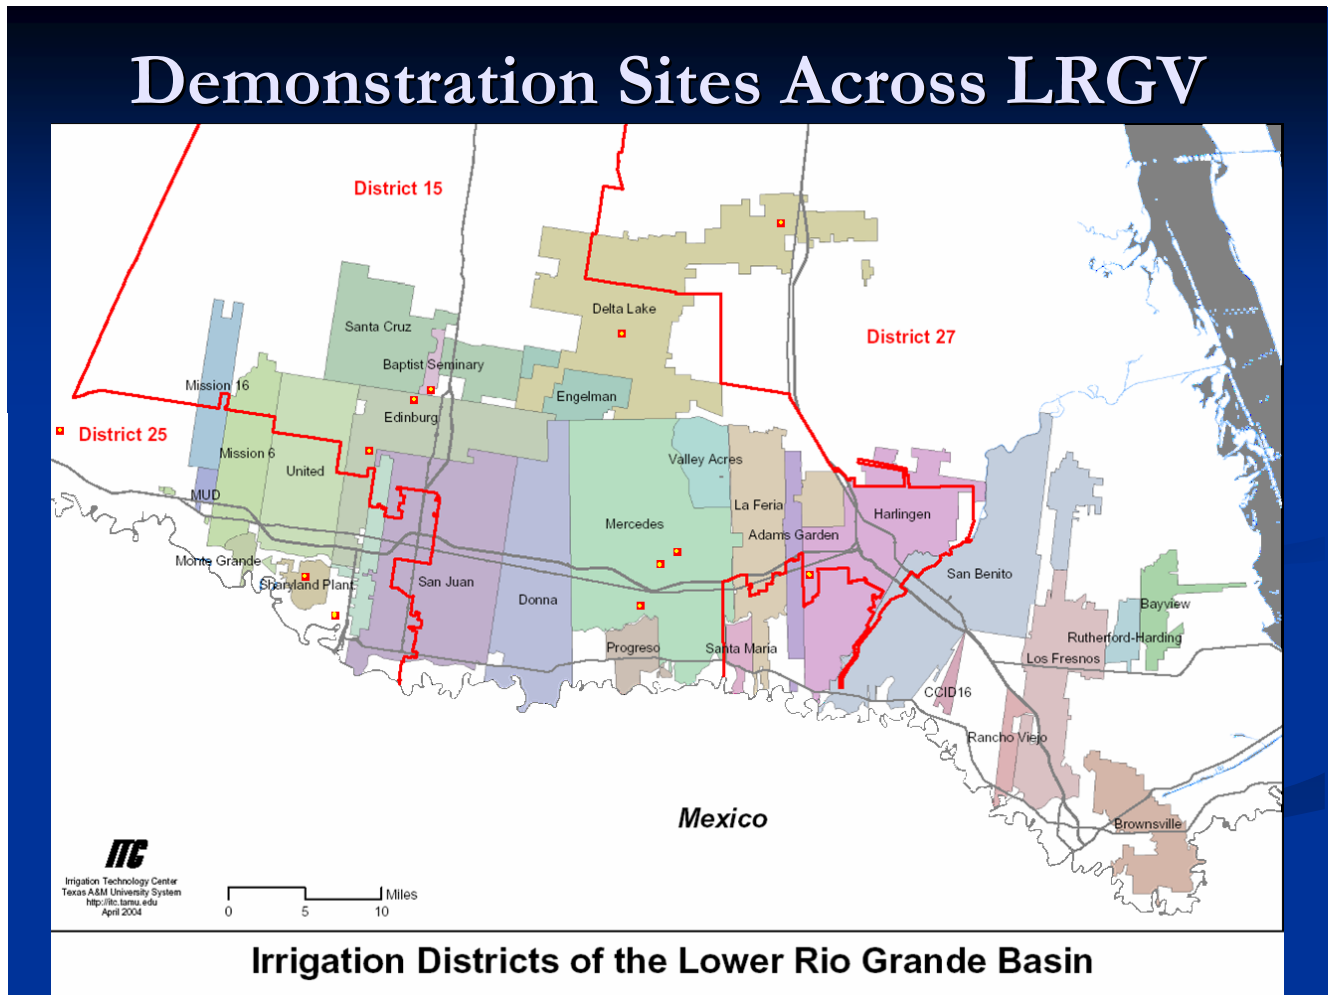 Demonstration Sites Across LRGV
District 15
District 27
District 25
Delta Lake
Santa Cruz
Baptist Seminary
Mission 16
Engelman
Edinburg
Mission 6
United
Valley Acres
MUD
La Feria
Harlingen
Mercedes
Adams Garden
Monte Grande
Sharyland Plant
San Juan
San Benito
Donna
Bayview
Rutherford-Harding
Progreso
Santa Maria
Los Fresnos
CCID16
Rancho Viejo
Mexico
Brownsville
ITC
Irrigation Technology Center
Texas A&M University System
http://itc.tamu.edu
April 2004
Miles
0 5 10
Irrigation Districts of the Lower Rio Grande Basin